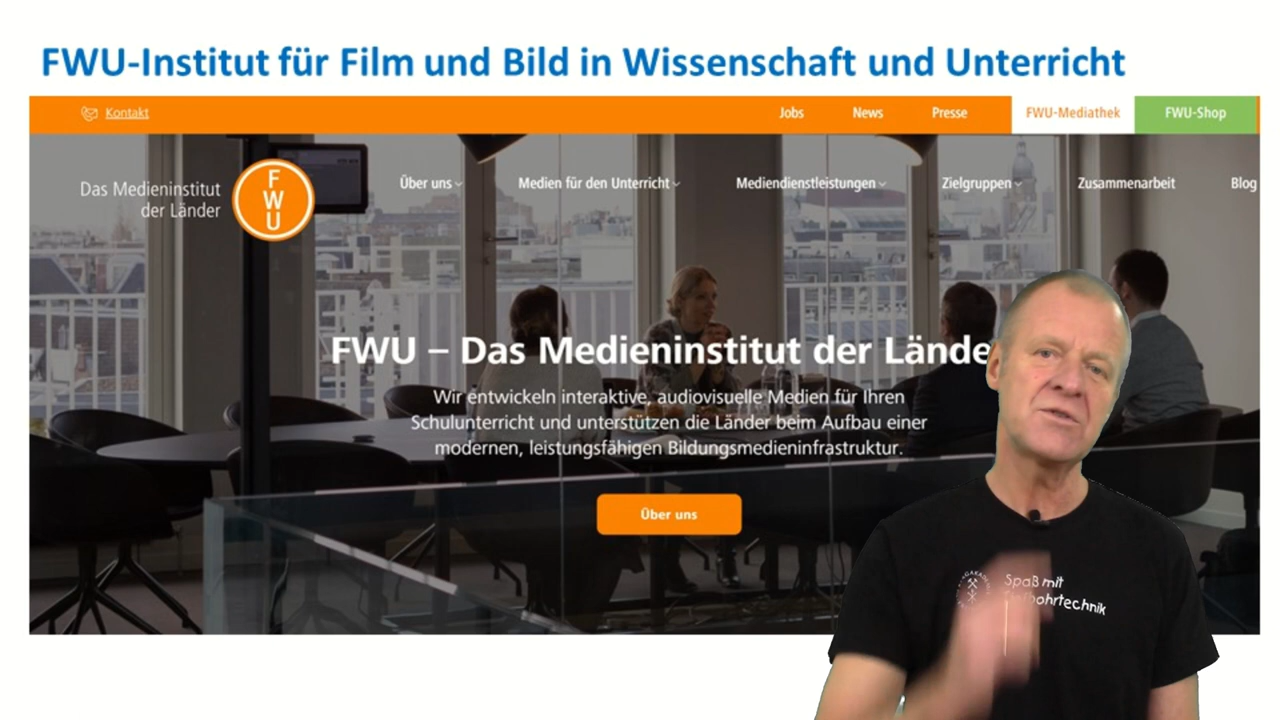 FWU-Institut für Film und Bild in Wissenschaft und Unterricht
Kontakt
Jobs
News
Presse
FWU-Mediathek
FWU-Shop
Das Medieninstitut
der Länder
F
W
U
Über uns
Medien für den Unterricht
Mediendienstleistungen
Zielgruppen
Zusammenarbeit
Blog
FWU – Das Medieninstitut der Lände
Wir entwickeln interaktive, audiovisuelle Medien für Ihren
Schulunterricht und unterstützen die Länder beim Aufbau einer
modernen, leistungsfähigen Bildungsmedieninfrastruktur.
Über uns
Spaß mit